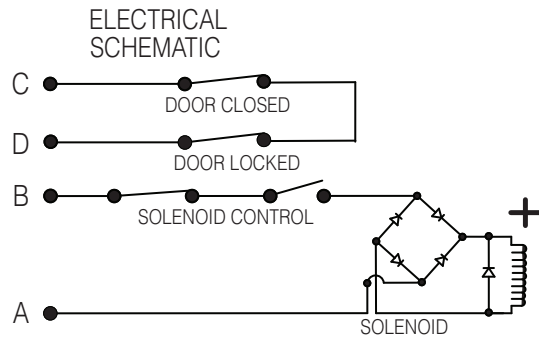 ELECTRICAL
SCHEMATIC
C
DOOR CLOSED
D
DOOR LOCKED
B
SOLENOID CONTROL
+
A
SOLENOID